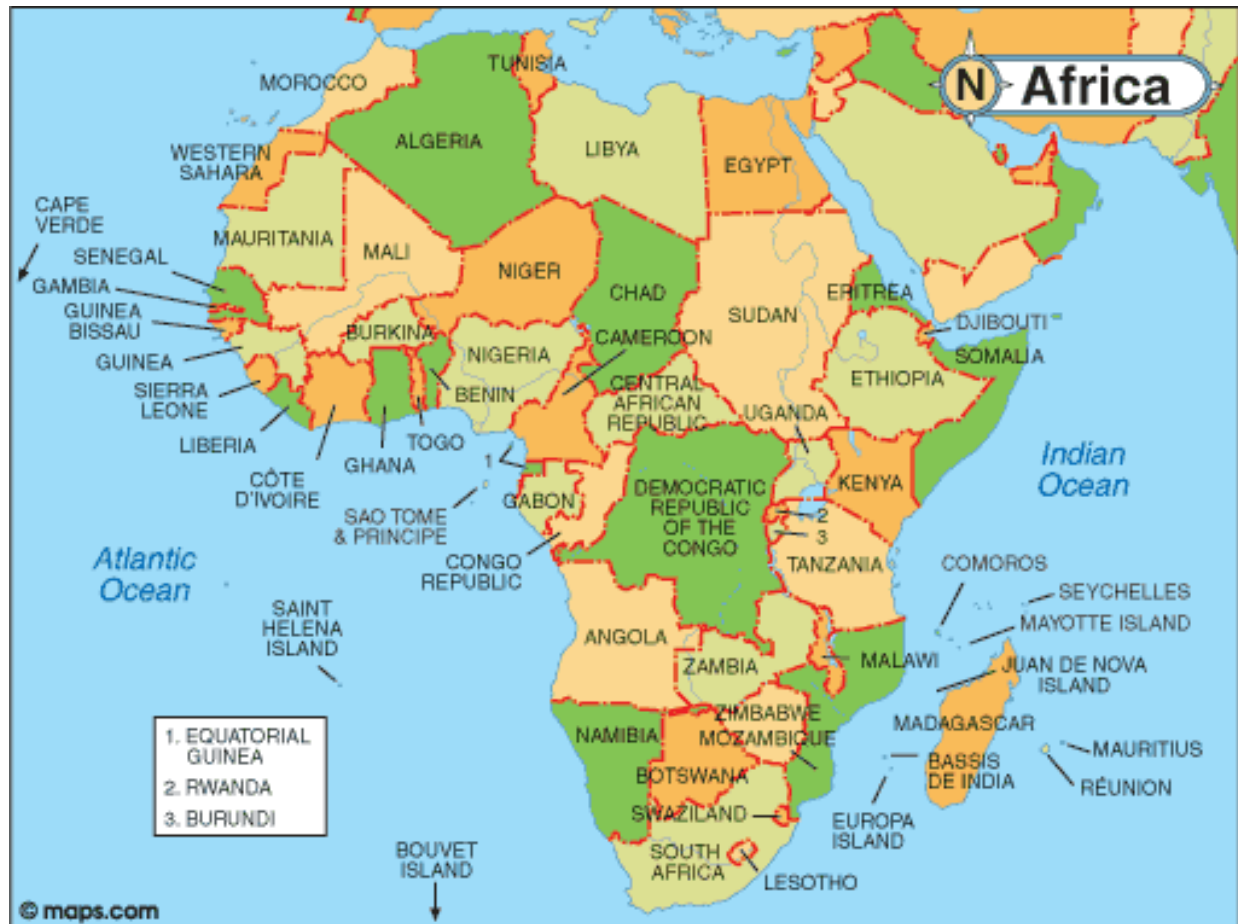 N Africa
MOROCCO
TUNISIA
ALGERIA
LIBYA
EGYPT
WESTERN
SAHARA
CAPE
VERDE
MAURITANIA
MALI
NIGER
CHAD
SUDAN
ERITREA
SENEGAL
GAMBIA
GUINEA
BISSAU
GUINEA
SIERRA
LEONE
LIBERIA
CÔTE
D'IVOIRE
BURKINA
GHANA
TOGO
BENIN
NIGERIA
CAMEROON
CENTRAL
AFRICAN
REPUBLIC
DJIBOUTI
SOMALIA
ETHIOPIA
UGANDA
KENYA
Indian
Ocean
1
SAO TOME
& PRINCIPE
GABON
CONGO
REPUBLIC
DEMOCRATIC
REPUBLIC
OF THE
CONGO
2
3
TANZANIA
Atlantic
Ocean
SAINT
HELENA
ISLAND
COMOROS
SEYCHELLES
MAYOTTE ISLAND
JUAN DE NOVA
ISLAND
ANGOLA
ZAMBIA
MALAWI
MADAGASCAR
MAURITIUS
RÉUNION
BASSIS
DE INDIA
EUROPA
ISLAND
NAMIBIA
ZIMBABWE
MOZAMBIQUE
BOTSWANA
SWAZILAND
SOUTH
AFRICA
LESOTHO
1. EQUATORIAL
GUINEA
2. RWANDA
3. BURUNDI
BOUVET
ISLAND
© maps.com